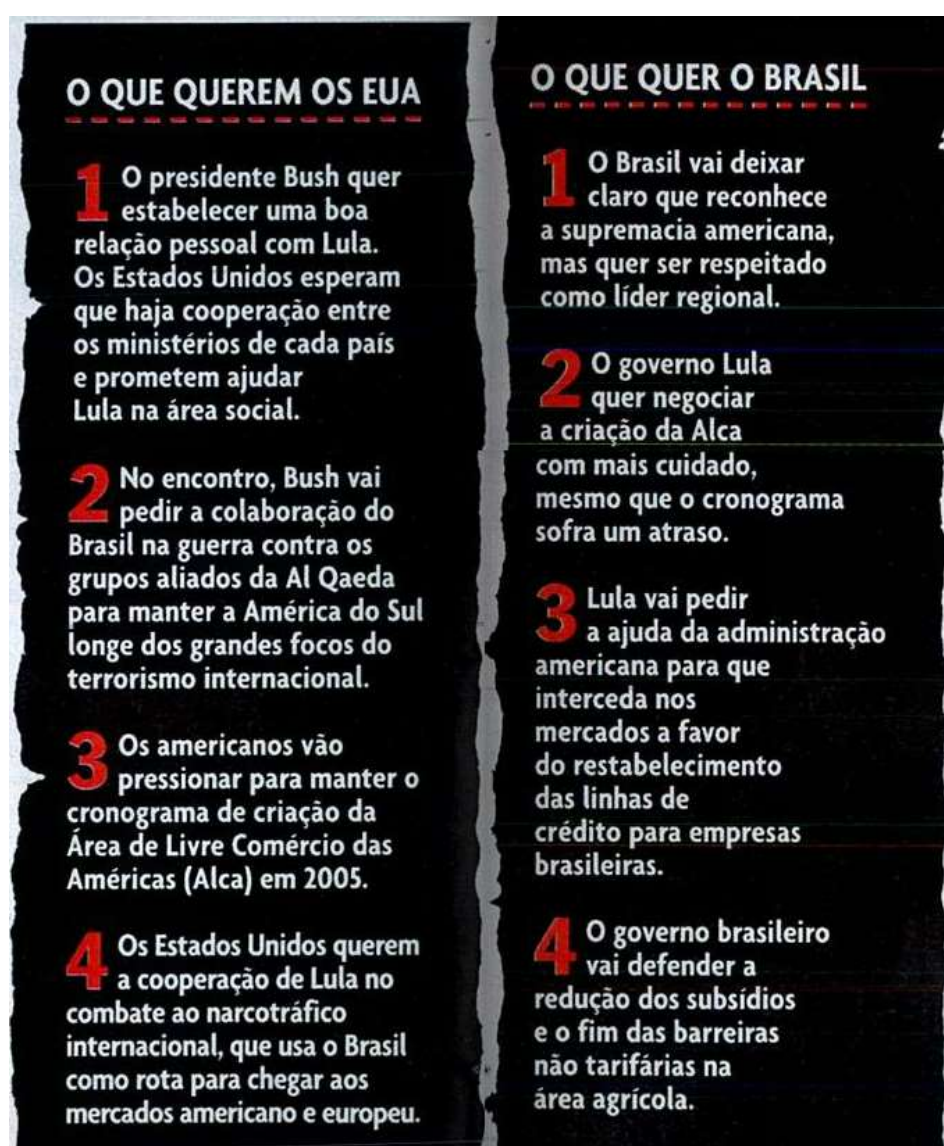 O QUE QUEREM OS EUA
1 O presidente Bush quer
estabelecer uma boa
relação pessoal com Lula.
Os Estados Unidos esperam
que haja cooperação entre
os ministérios de cada país
e prometem ajudar
Lula na área social.
2 No encontro, Bush vai
pedir a colaboração do
Brasil na guerra contra os
grupos aliados da Al Qaeda
para manter a América do Sul
longe dos grandes focos do
terrorismo internacional.
3 Os americanos vão
pressionar para manter o
cronograma de criação da
Área de Livre Comércio das
Américas (Alca) em 2005.
4 Os Estados Unidos querem
a cooperação de Lula no
combate ao narcotráfico
internacional, que usa o Brasil
como rota para chegar aos
mercados americano e europeu.
O QUE QUER O BRASIL
1 O Brasil vai deixar
claro que reconhece
a supremacia americana,
mas quer ser respeitado
como líder regional.
2 O governo Lula
quer negociar
a criação da Alca
com mais cuidado,
mesmo que o cronograma
sofra um atraso.
3 Lula vai pedir
a ajuda da administração
americana para que
interceda nos
mercados a favor
do restabelecimento
das linhas de
crédito para empresas
brasileiras.
4 O governo brasileiro
vai defender a
redução dos subsídios
e o fim das barreiras
não tarifárias na
área agrícola.